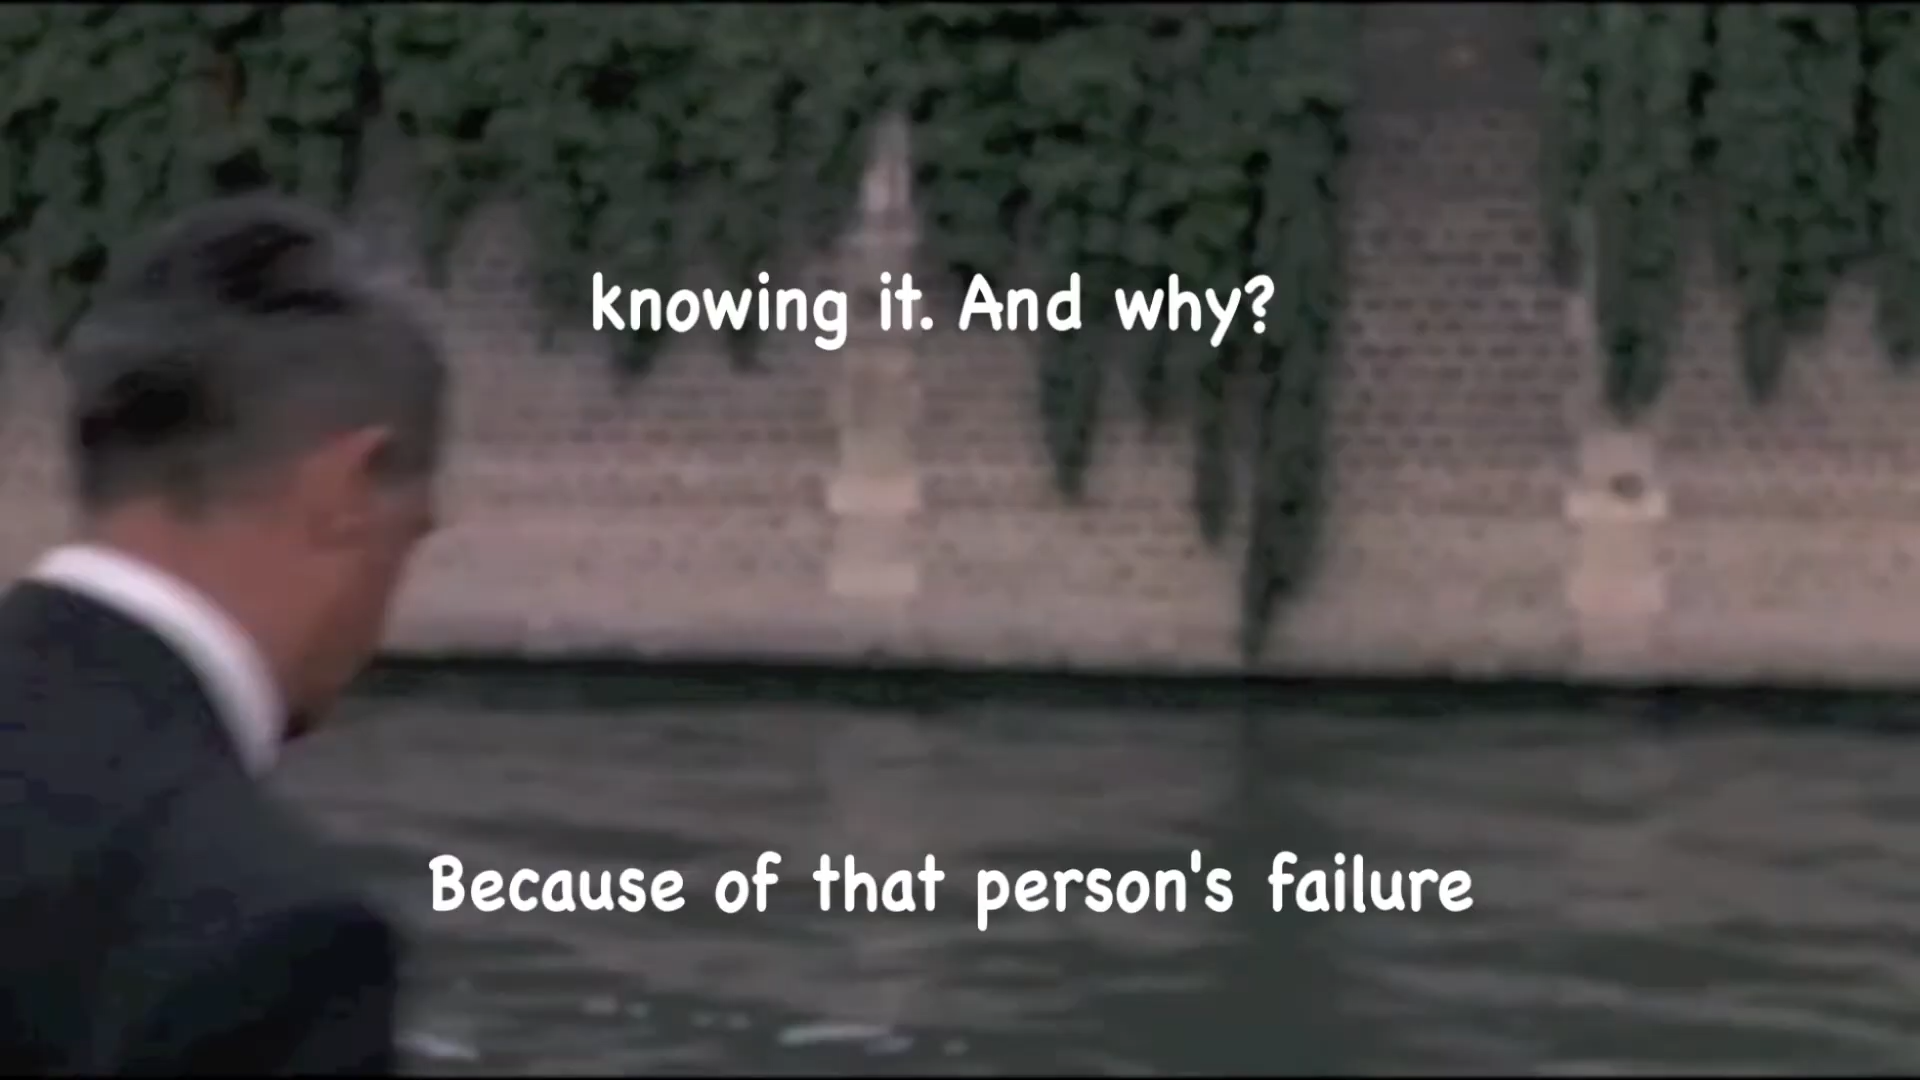 knowing it. And why?
Because of that person's failure